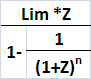 Lim *Z
1-
1
(1+Z)ⁿ